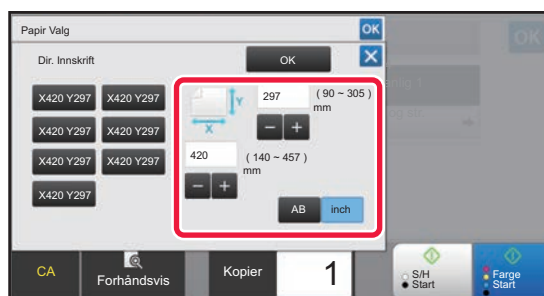 Papir Valg
OK
OK
Dir. Innskrift
OK
X420 Y297
X420 Y297
X420 Y297
X420 Y297
X420 Y297
X420 Y297
X420 Y297
Y
X
297
( 90 ~ 305 )
mm
420
( 140 ~ 457 )
mm
AB
inch
CA
Forhåndsvis
Kopier
1
S/H
Start
Farge
Start